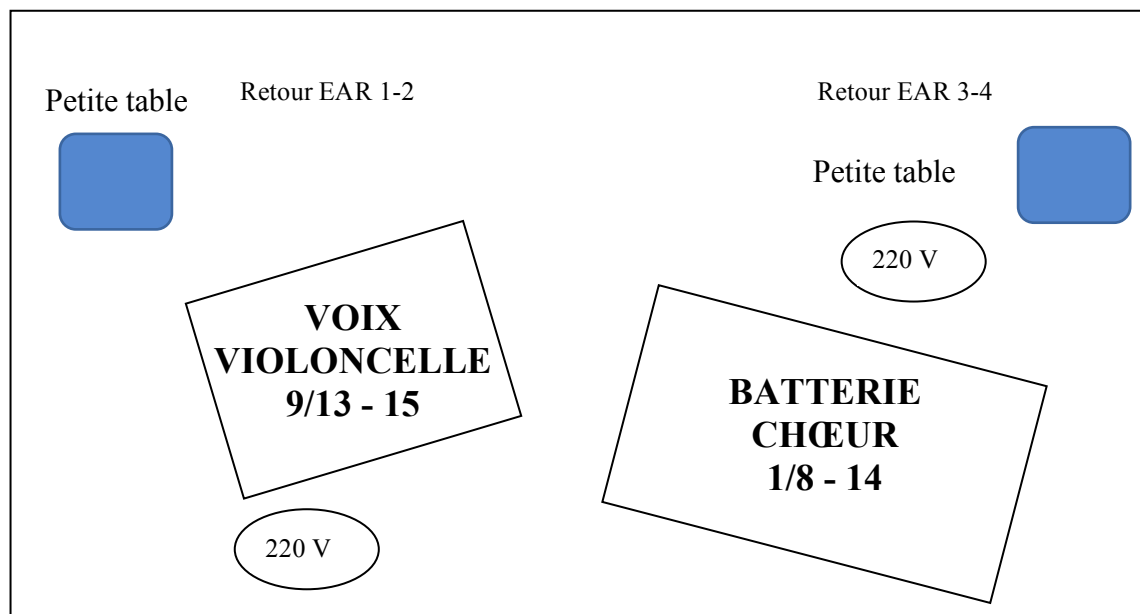 Petite table
Retour EAR 1-2
Retour EAR 3-4
Petite table
220 V
VOIX
VIOLONCELLE
9/13 - 15
BATTERIE
CHŒUR
1/8 - 14
220 V